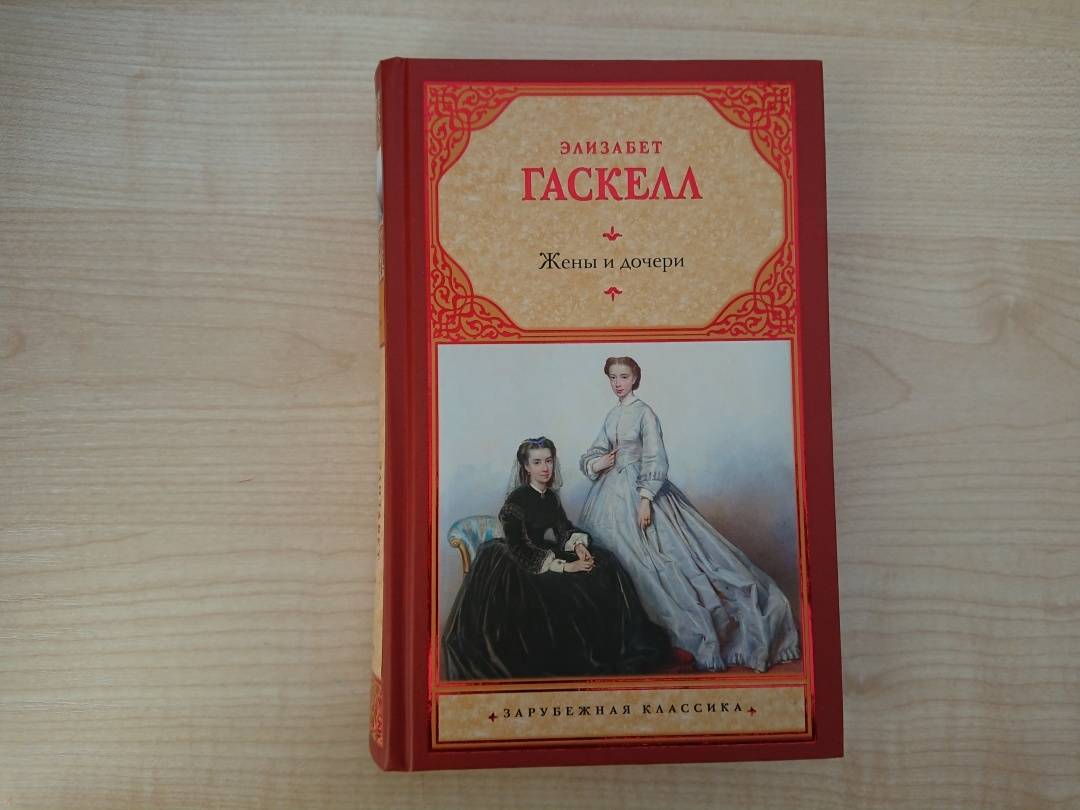 ЭЛИЗАБЕТ
ГАСКЕЛЛ
Жены и дочери
ЗАРУБЕЖНАЯ КЛАССИКА